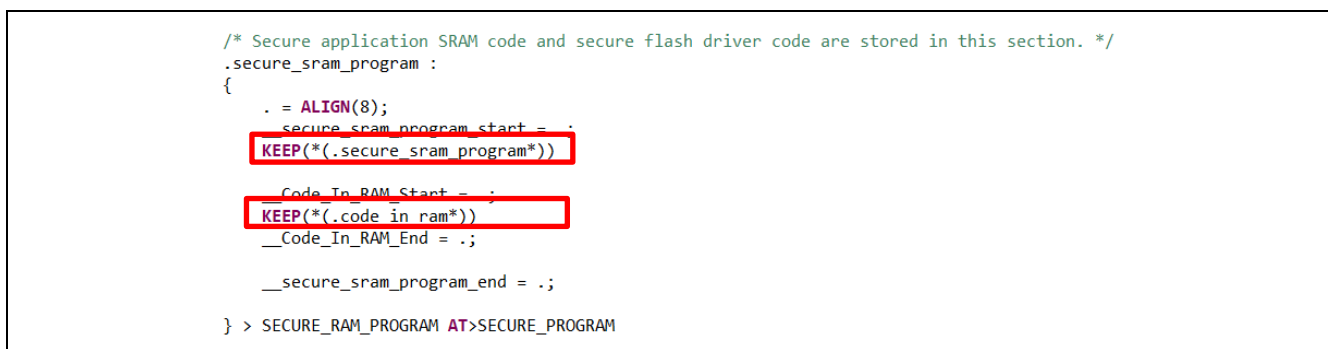 /* Secure application SRAM code and secure flash driver code are stored in this section. */
.secure_sram_program :
{
. = ALIGN(8);
__secure_sram_program_start = .;
KEEP(*(.secure_sram_program*))
__Code_In_RAM_Start = .;
KEEP(*(.code_in_ram*))
__Code_In_RAM_End = .;
__secure_sram_program_end = .;
} > SECURE_RAM_PROGRAM AT>SECURE_PROGRAM